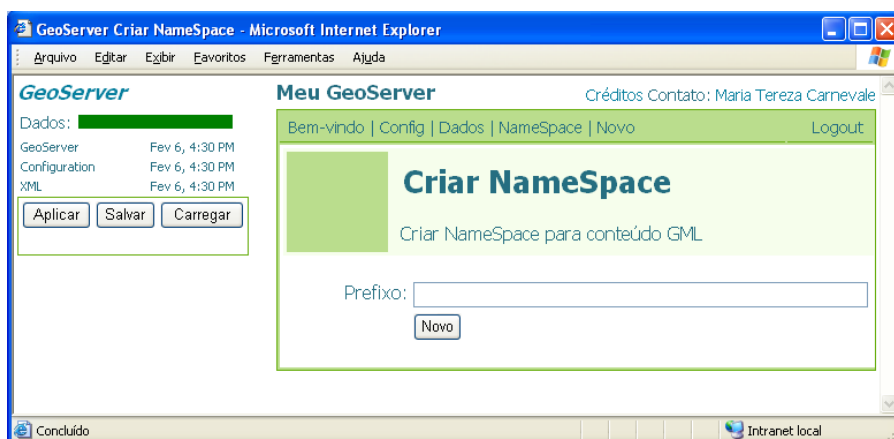 GeoServer Criar NameSpace - Microsoft Internet Explorer
Arquivo Editar Exibir Favoritos Ferramentas Ajuda
GeoServer
Dados:
GeoServer Fev 6, 4:30 PM
Configuration Fev 6, 4:30 PM
XML Fev 6, 4:30 PM
Aplicar Salvar Carregar
Meu GeoServer Créditos Contato: Maria Tereza Carnevale
Bem-vindo | Config | Dados | NameSpace | Novo Logout
Criar NameSpace
Criar NameSpace para conteúdo GML
Prefixo:
Novo
Concluído Intranet local